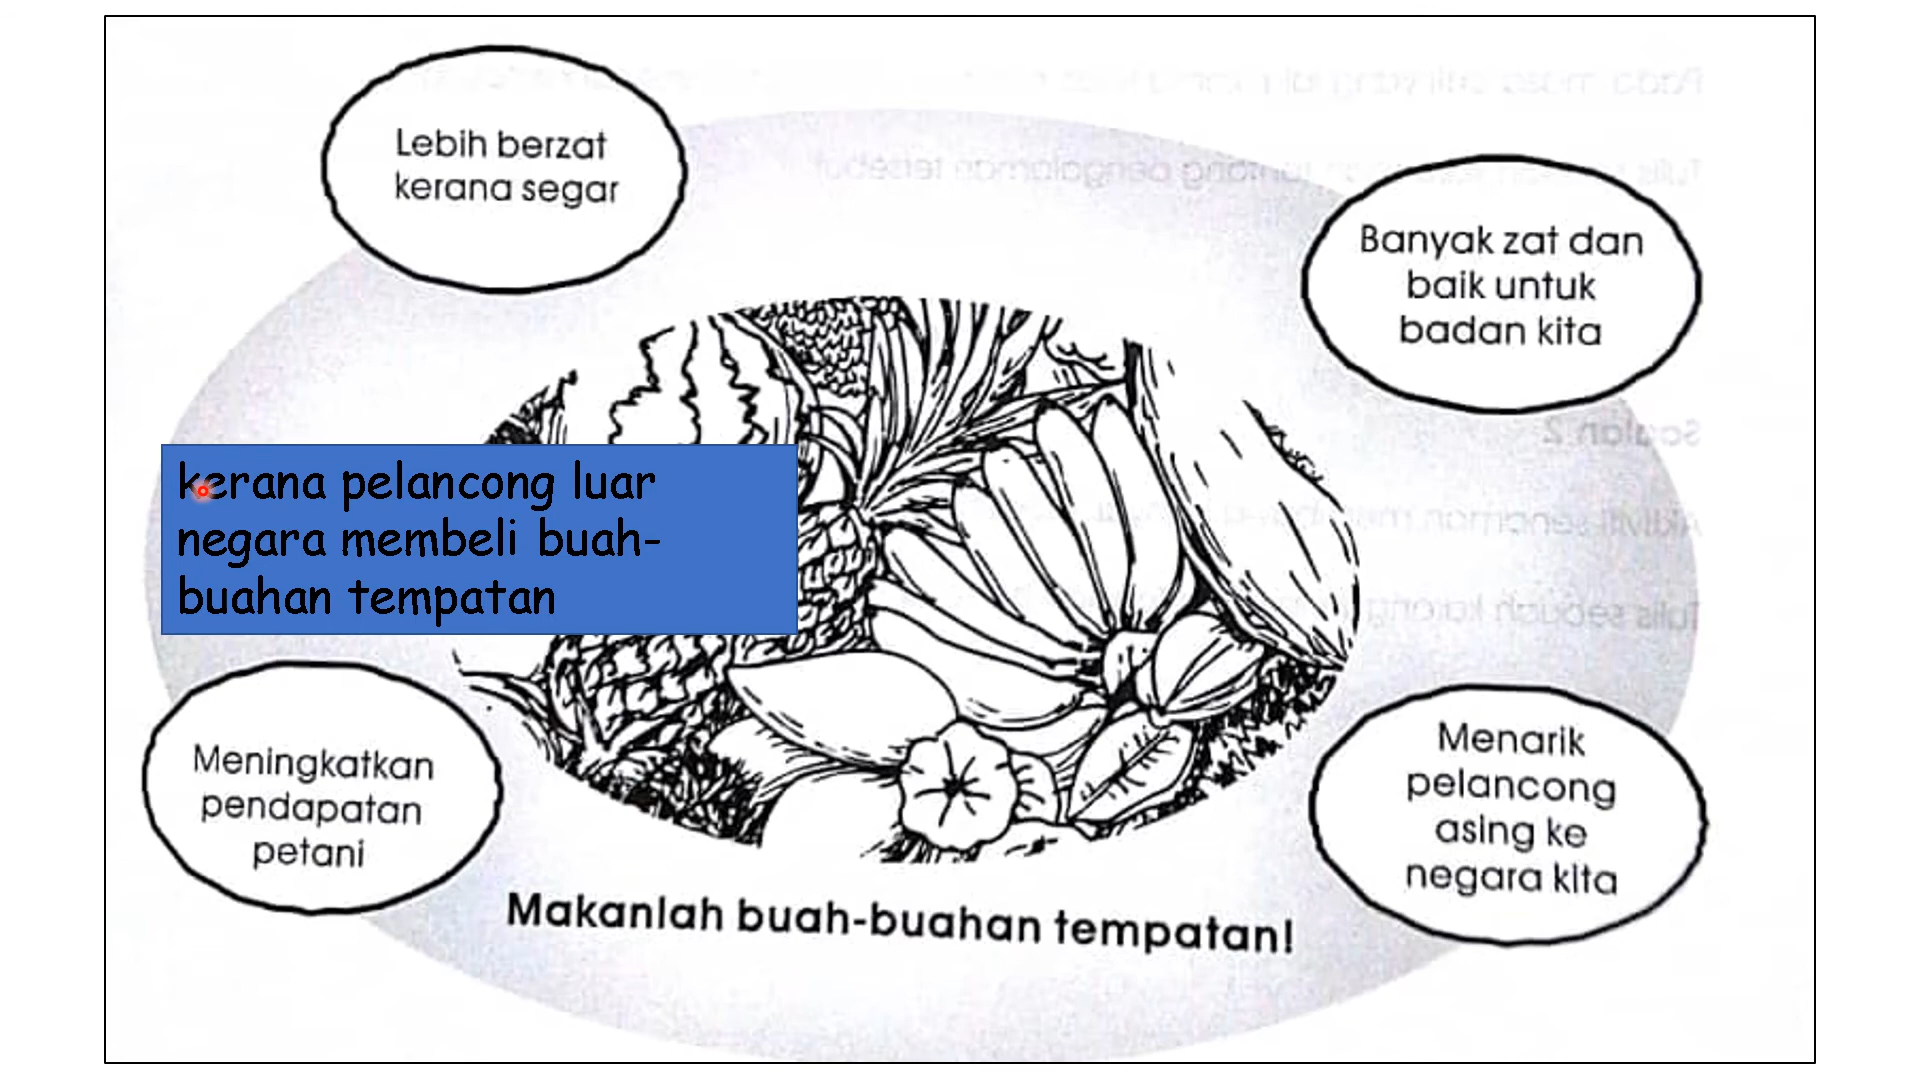 Lebih berzat
kerana segar
Banyak zat dan
baik untuk
badan kita
kerana pelancong luar
negara membeli buah-
buahan tempatan
Meningkatkan
pendapatan
petani
Menarik
pelancong
asing ke
negara kita
Makanlah buah-buahan tempatan!